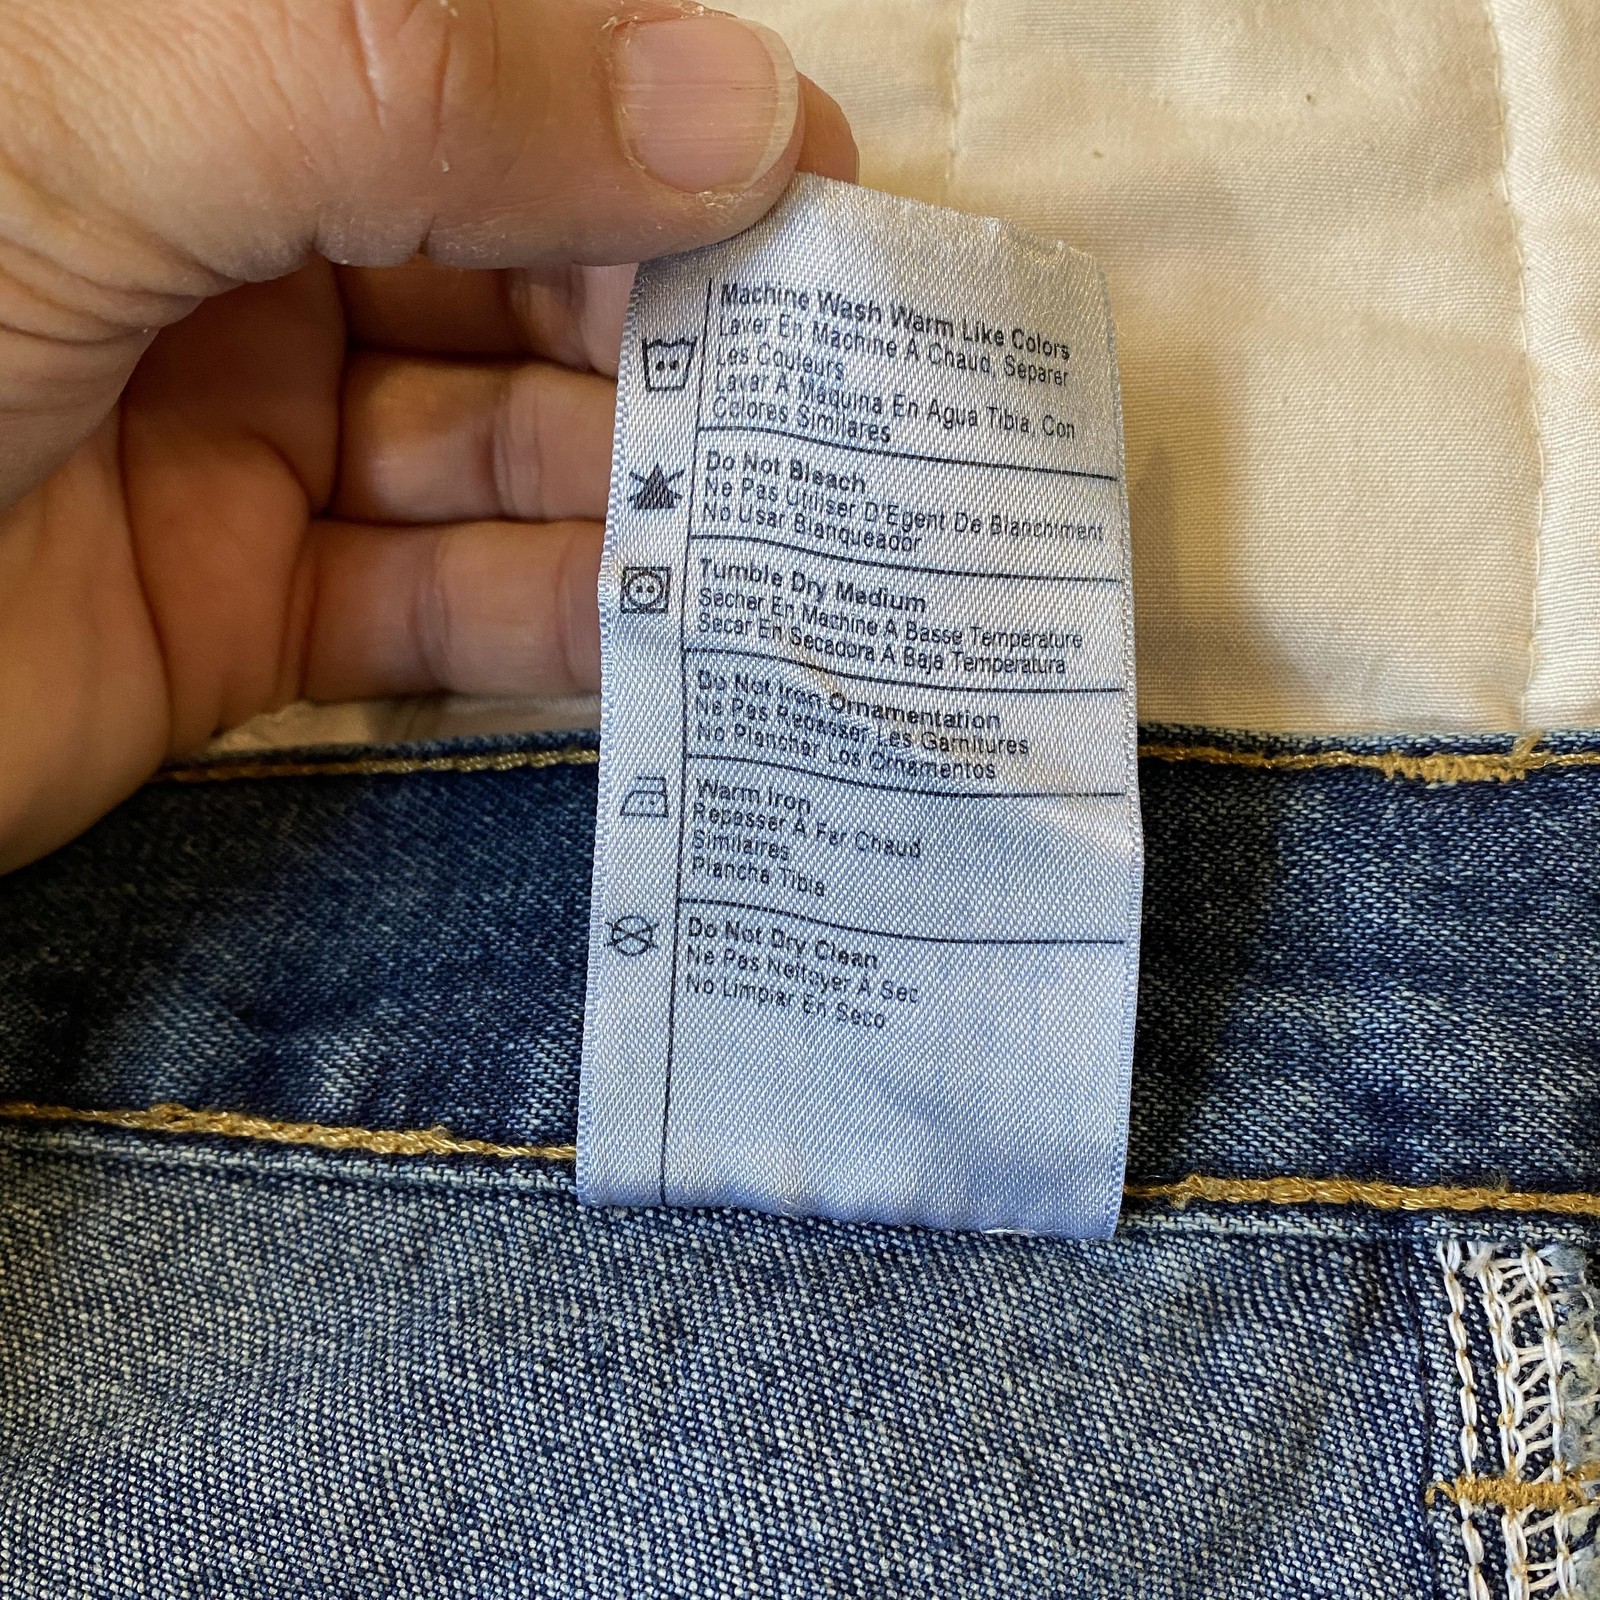 Machine Wash Warm Like Colors
Laver En Machine A Chaud, Separer
Les Couleurs
Lavar A Maquina En Agua Tibia, Con
Colores Similares
Do Not Bleach
Ne Pas Utiliser D'Egent De Blanchiment
No Usar Blanqueador
Tumble Dry Medium
Secher En Machine A Basse Temperature
Secar En Secadora A Baja Temperatura
Do Not Iron Ornamentation
Ne Pas Repasser Les Garnitures
No Planchar Los Ornamentos
Warm Iron
Repasser A Fer Chaud
Similaires
Plancha Tibia
Do Not Dry Clean
Ne Pas Nettoyer A Sec
No Limpiar En Seco